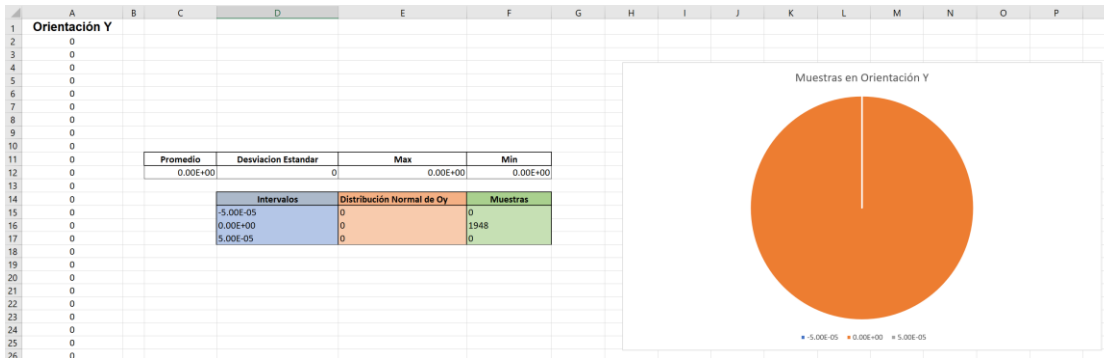 A B C D E F G H I J K L M N O P
1 Orientación Y
2 0
3 0
4 0
5 0
6 0
7 0
8 0
9 0
10 0
11 0 Promedio Desviacion Estandar Max Min
12 0 0.00E+00 0 0.00E+00 0.00E+00
13 0
14 0 Intervalos Distribución Normal de Oy Muestras
15 0 -5.00E-05 0 0
16 0 0.00E+00 0 1948
17 0 5.00E-05 0 0
18 0
19 0
20 0
21 0
22 0
23 0
24 0
25 0
26 0
Muestras en Orientación Y
-5.00E-05 0.00E+00 5.00E-05